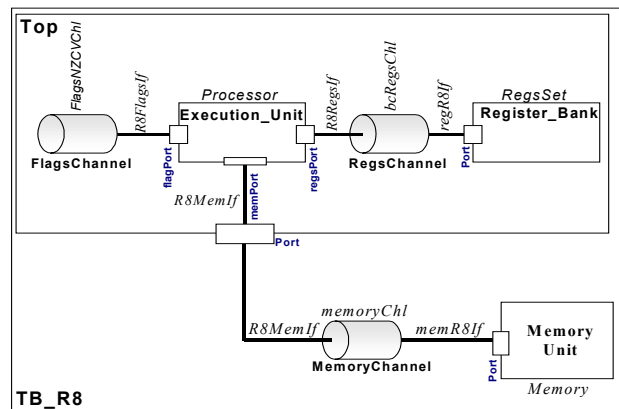 Top
FlagsNZCVChl
R8FlagsIf
Processor
Execution_Unit
R8RegsIf
bcRegsChl
regR8If
RegsSet
Register_Bank
FlagsChannel
flagPort
memPort
regsPort
RegsChannel
Port
R8MemIf
Port
R8MemIf
memoryChl
MemoryChannel
memR8If
Port
Memory
Unit
Memory
TB_R8